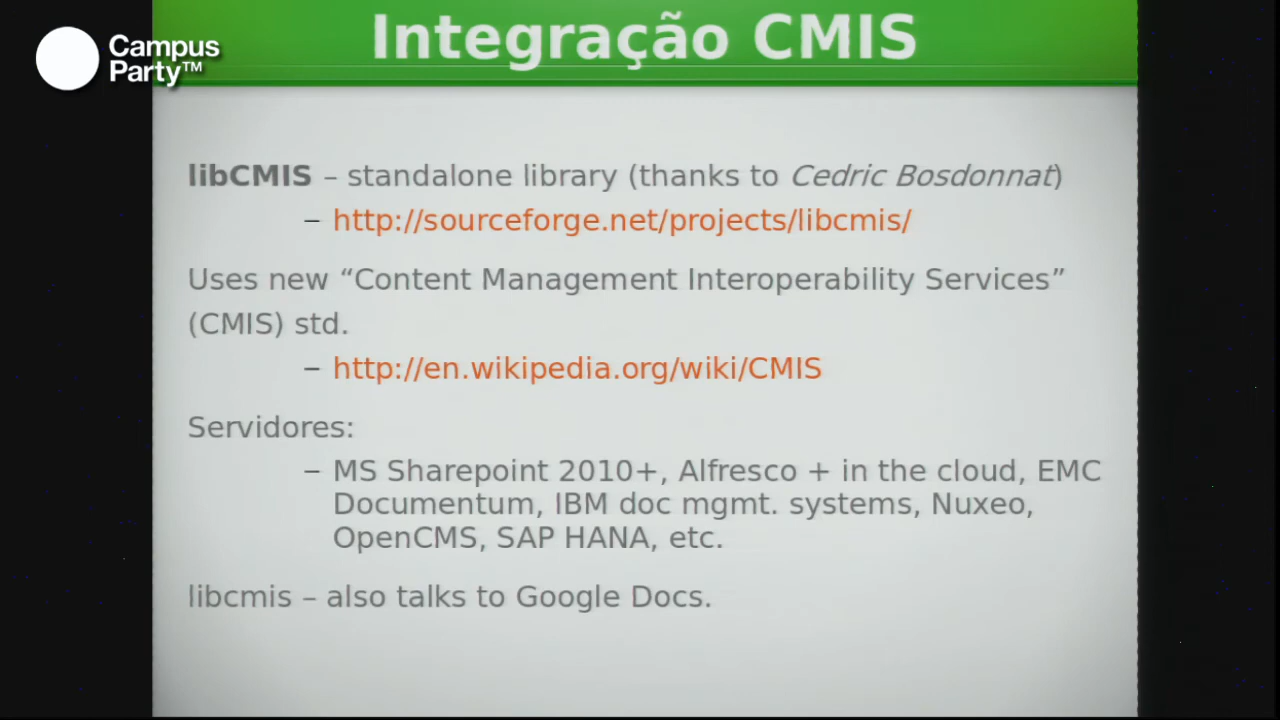 Integração CMIS
Campus
Party™
libCMIS – standalone library (thanks to Cedric Bosdonnat)
– http://sourceforge.net/projects/libcmis/
Uses new “Content Management Interoperability Services”
(CMIS) std.
– http://en.wikipedia.org/wiki/CMIS
Servidores:
– MS Sharepoint 2010+, Alfresco + in the cloud, EMC
Documentum, IBM doc mgmt. systems, Nuxeo,
OpenCMS, SAP HANA, etc.
libcmis – also talks to Google Docs.